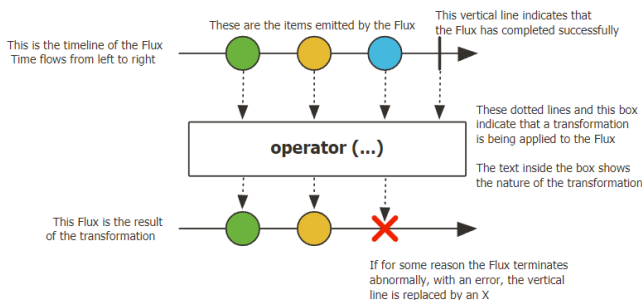 These are the items emitted by the Flux
This vertical line indicates that
the Flux has completed successfully
This is the timeline of the Flux
Time flows from left to right
These dotted lines and this box
indicate that a transformation
is being applied to the Flux
operator (...)
The text inside the box shows
the nature of the transformation
This Flux is the result
of the transformation
If for some reason the Flux terminates
abnormally, with an error, the vertical
line is replaced by an X